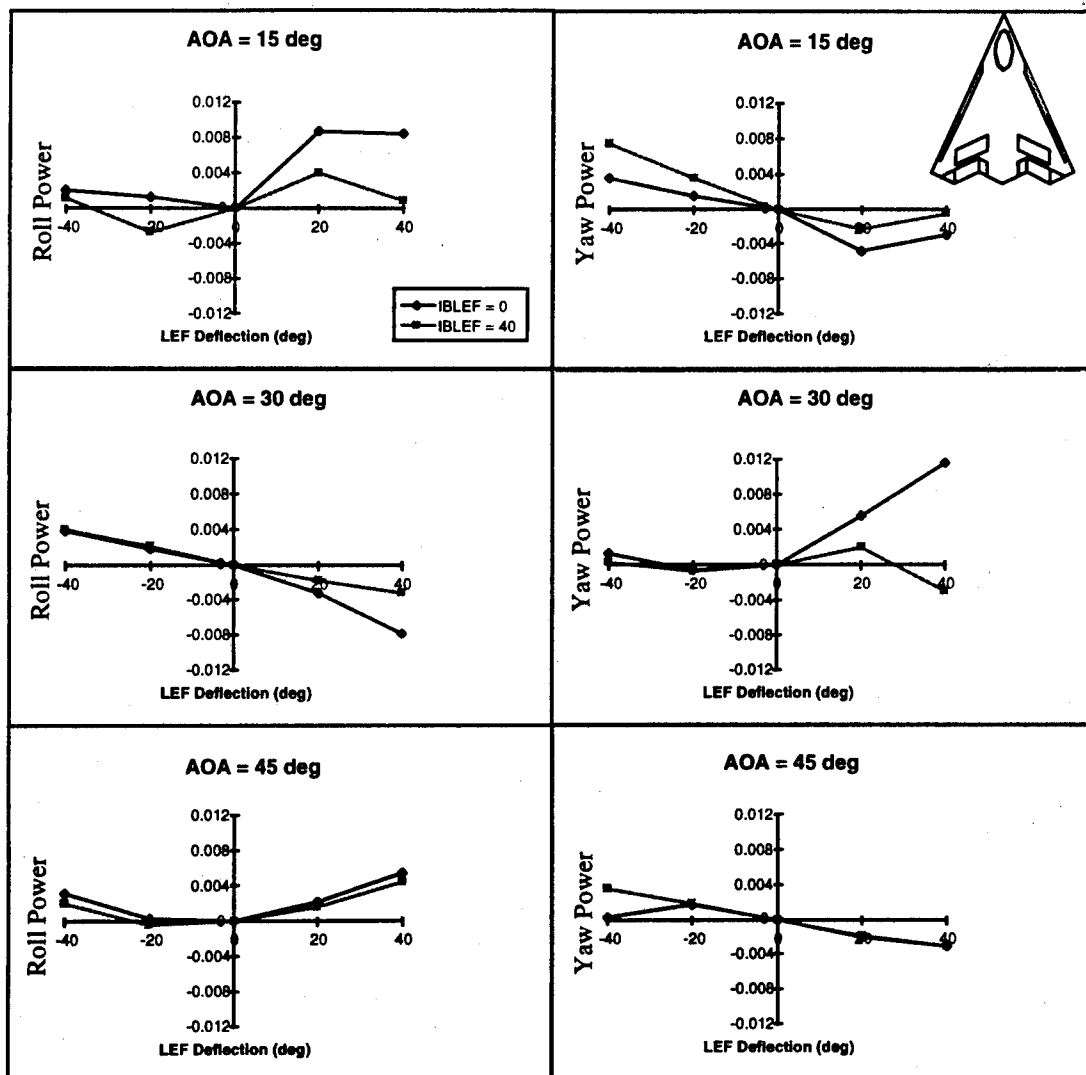 AOA = 15 deg
Roll Power
0.012
0.008
0.004
-40 -20 0 20 40
-0.004
-0.008
-0.012
LEF Deflection (deg)
IBLEF = 0
IBLEF = 40
AOA = 15 deg
Yaw Power
0.012
0.008
0.004
-40 -20 0 20 40
-0.004
-0.008
-0.012
LEF Deflection (deg)
AOA = 30 deg
Roll Power
0.012
0.008
0.004
-40 -20 0 20 40
-0.004
-0.008
-0.012
LEF Deflection (deg)
AOA = 30 deg
Yaw Power
0.012
0.008
0.004
-40 -20 0 20 40
-0.004
-0.008
-0.012
LEF Deflection (deg)
AOA = 45 deg
Roll Power
0.012
0.008
0.004
-40 -20 0 20 40
-0.004
-0.008
-0.012
LEF Deflection (deg)
AOA = 45 deg
Yaw Power
0.012
0.008
0.004
-40 -20 0 20 40
-0.004
-0.008
-0.012
LEF Deflection (deg)